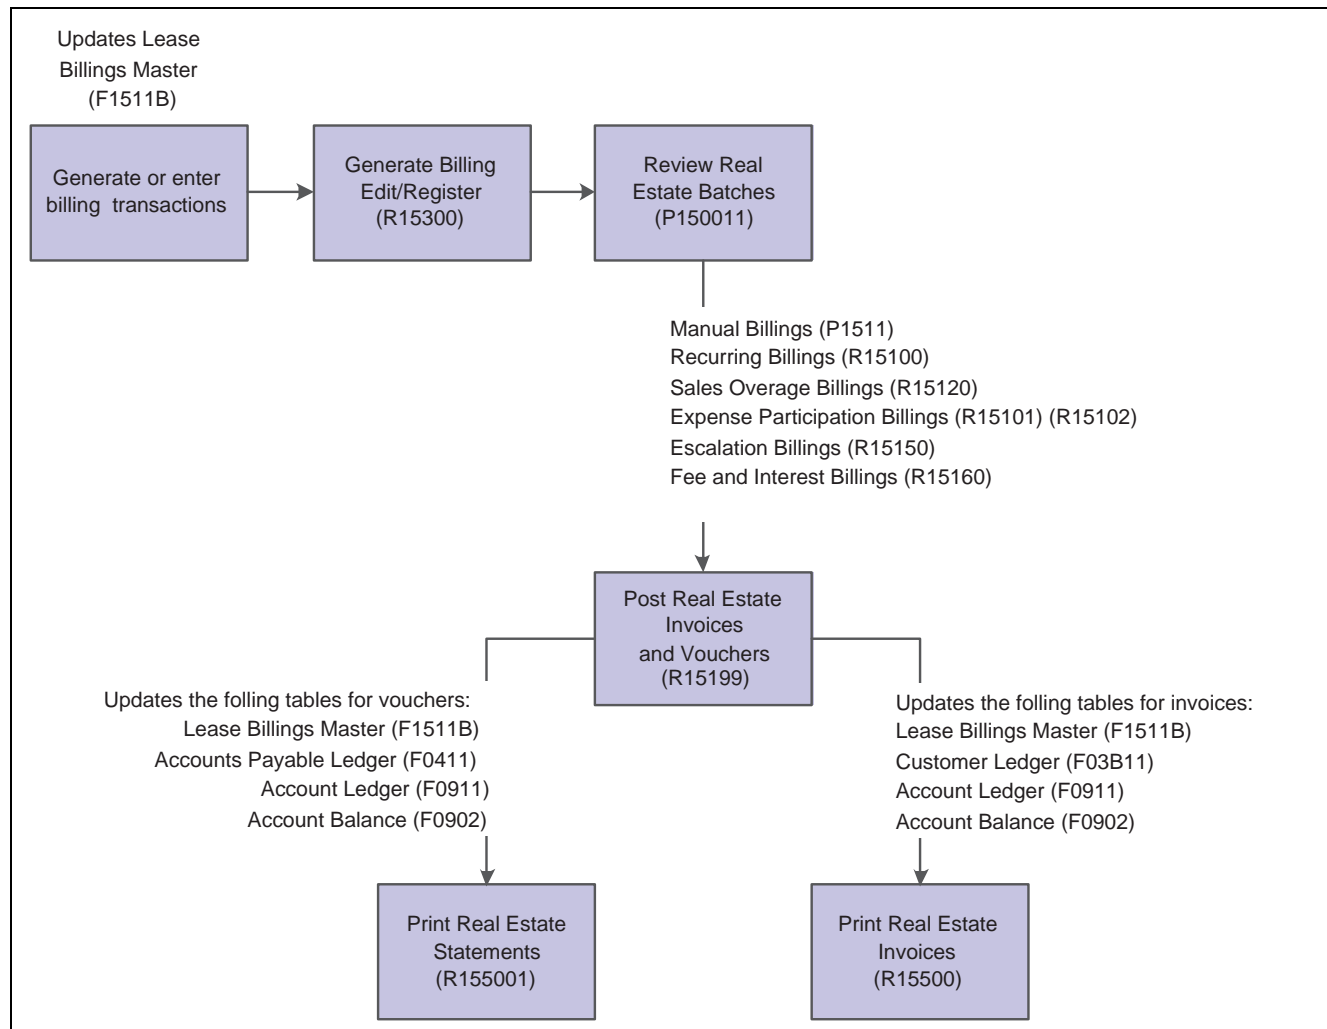 Updates Lease
Billings Master
(F1511B)
Generate or enter
billing transactions
Generate Billing
Edit/Register
(R15300)
Review Real
Estate Batches
(P150011)
Manual Billings (P1511)
Recurring Billings (R15100)
Sales Overage Billings (R15120)
Expense Participation Billings (R15101) (R15102)
Escalation Billings (R15150)
Fee and Interest Billings (R15160)
Post Real Estate
Invoices
and Vouchers
(R15199)
Updates the folling tables for vouchers:
Lease Billings Master (F1511B)
Accounts Payable Ledger (F0411)
Account Ledger (F0911)
Account Balance (F0902)
Updates the folling tables for invoices:
Lease Billings Master (F1511B)
Customer Ledger (F03B11)
Account Ledger (F0911)
Account Balance (F0902)
Print Real Estate
Statements
(R155001)
Print Real Estate
Invoices
(R15500)